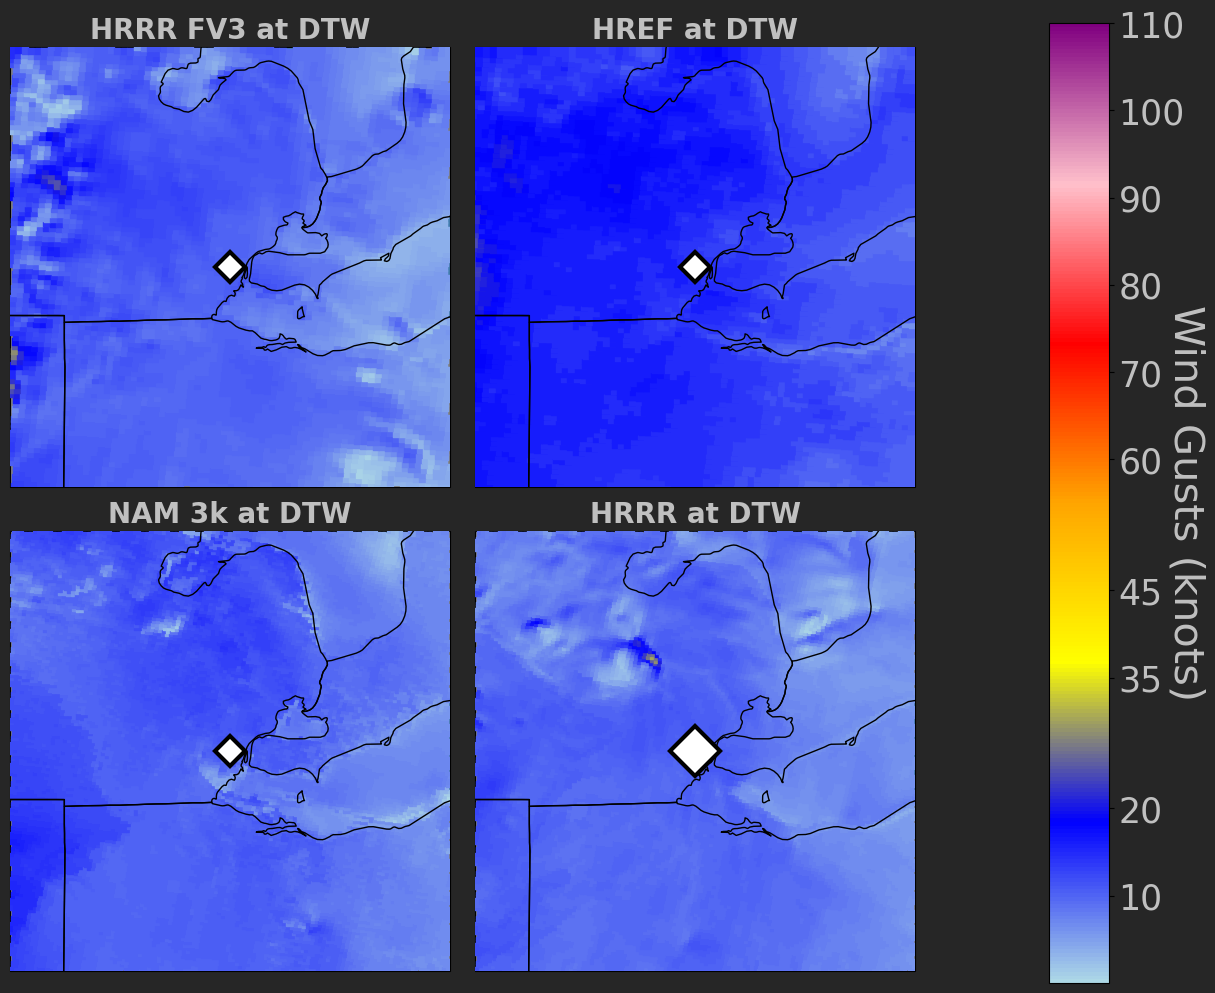 HRRR FV3 at DTW
HREF at DTW
NAM 3k at DTW
HRRR at DTW
110
100
90
80
70
60
45
35
20
10
Wind Gusts (knots)